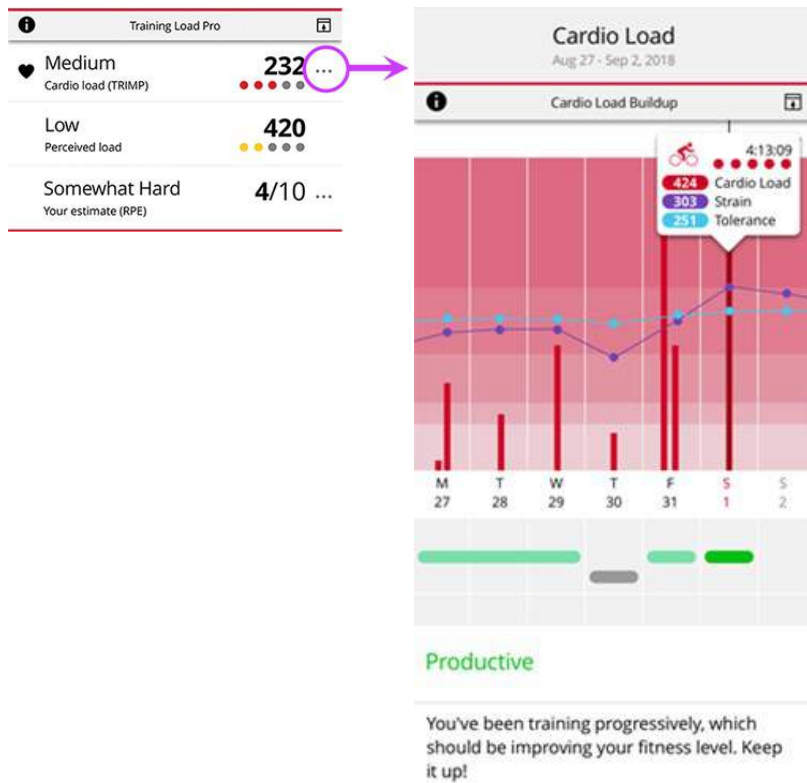 Training Load Pro
Medium
232 ...
Cardio load (TRIMP)
Low
420
Perceived load
Somewhat Hard
4/10 ...
Your estimate (RPE)
Cardio Load
Aug 27 - Sep 2, 2018
Cardio Load Buildup
4:13:09
424 Cardio Load
303 Strain
251 Tolerance
M T W T F S S
27 28 29 30 31 1 2
Productive
You've been training progressively, which
should be improving your fitness level. Keep
it up!